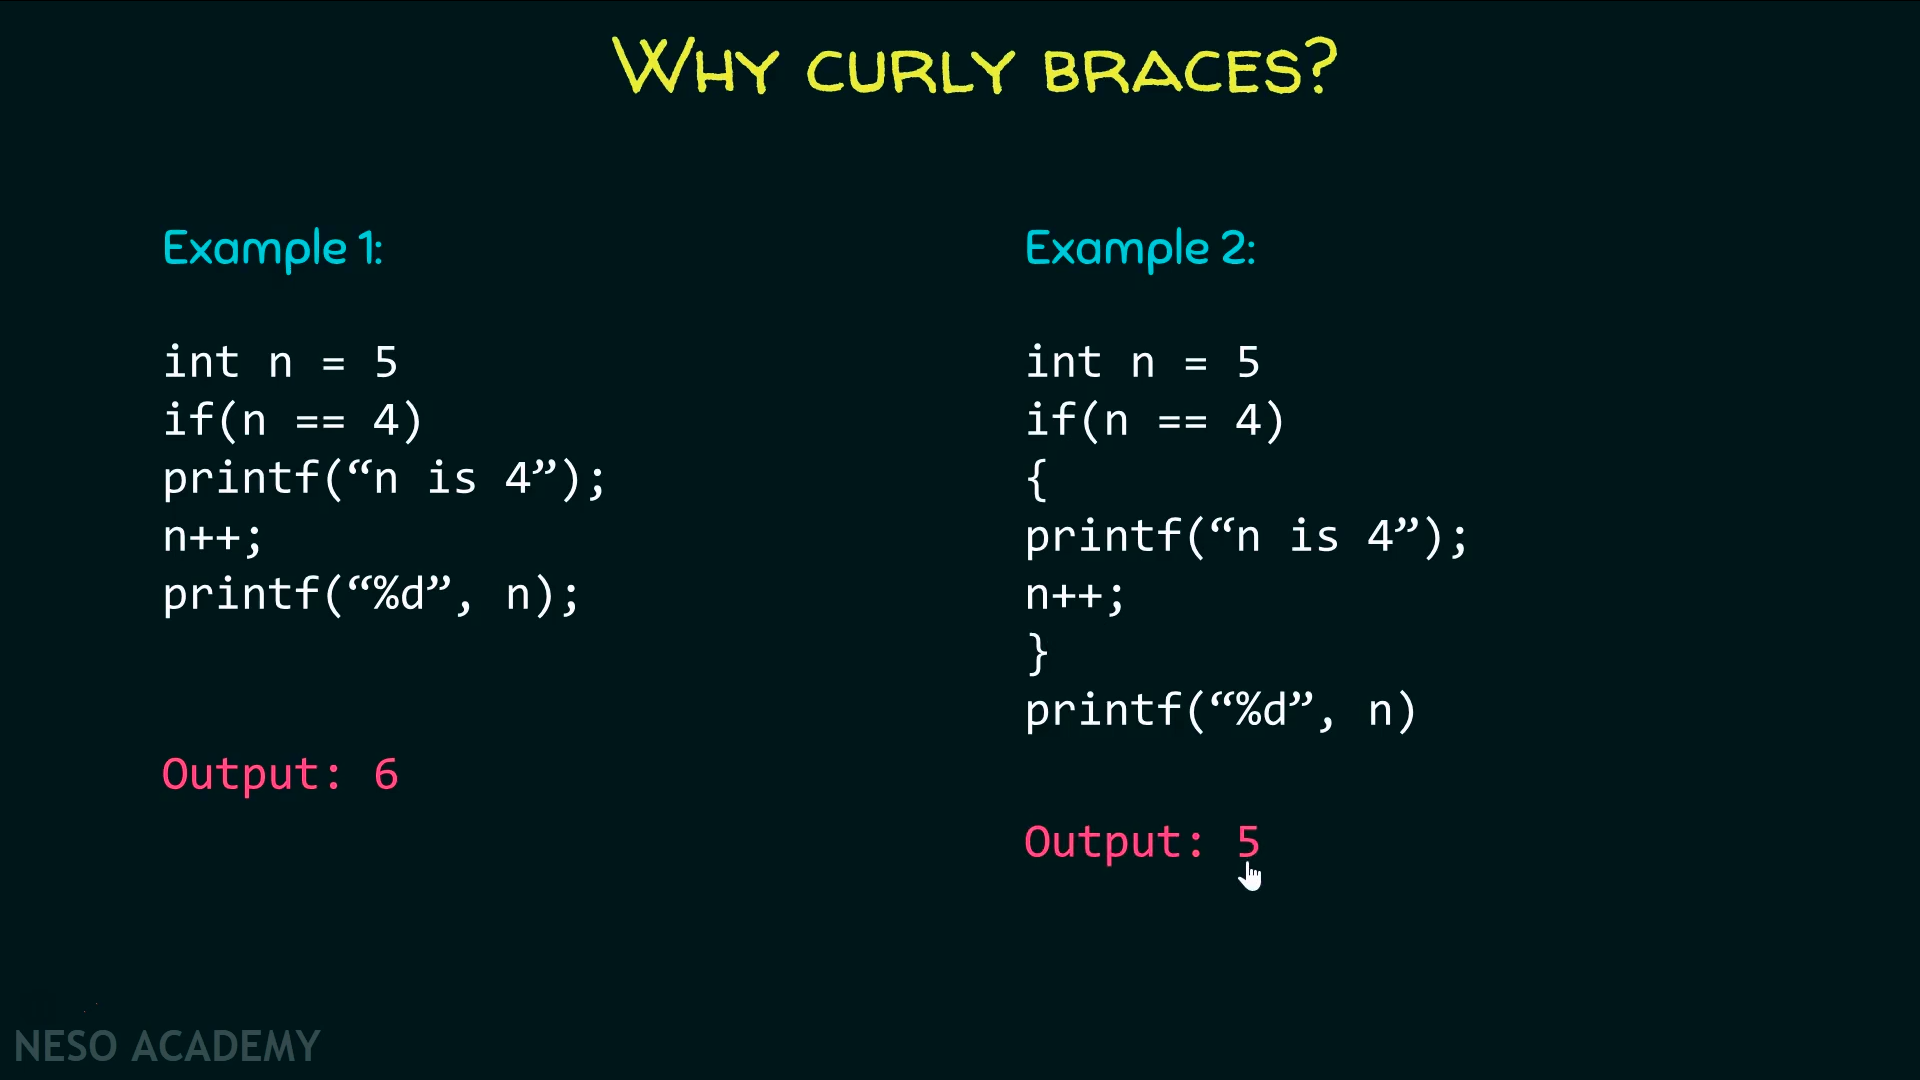 WHY CURLY BRACES?
Example 1:
int n = 5
if(n == 4)
printf(“n is 4”);
n++;
printf(“%d”, n);
Output: 6
Example 2:
int n = 5
if(n == 4)
{
printf(“n is 4”);
n++;
}
printf(“%d”, n)
Output: 5
NESO ACADEMY